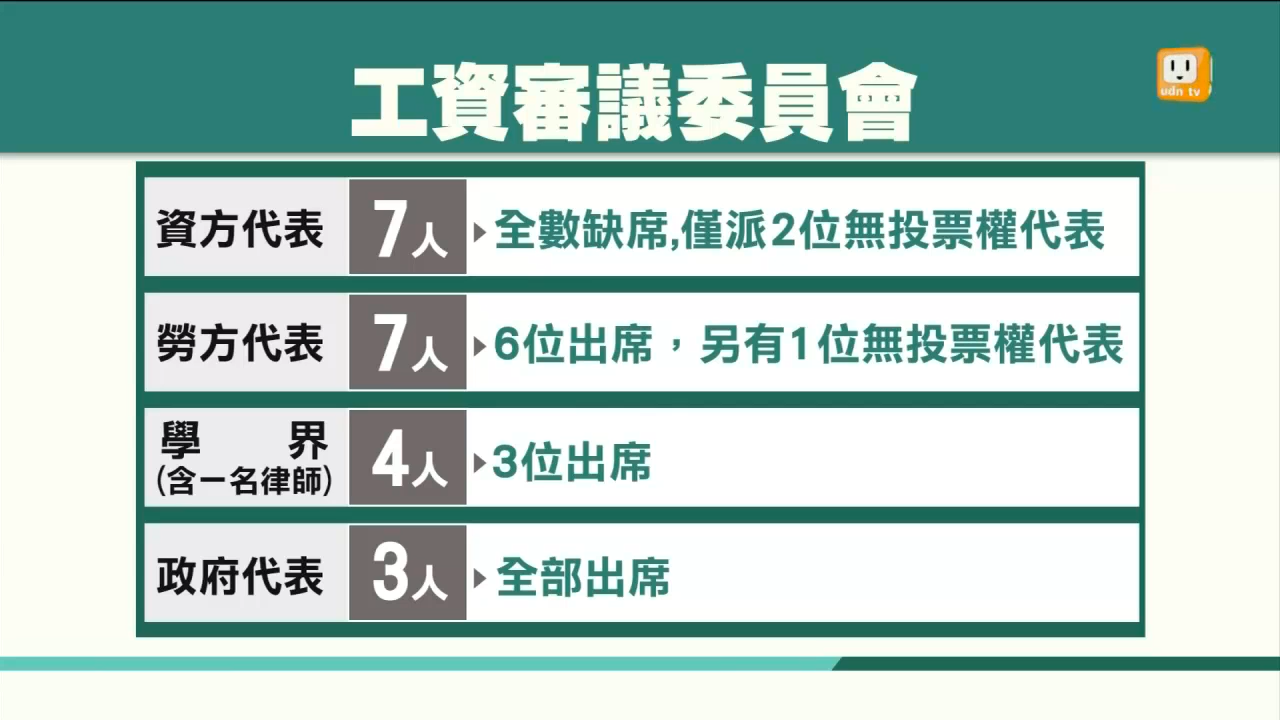 工資審議委員會
udn tv
資方代表 7人 全數缺席,僅派2位無投票權代表
勞方代表 7人 6位出席,另有1位無投票權代表
學 界 4人 3位出席
(含一名律師)
政府代表 3人 全部出席